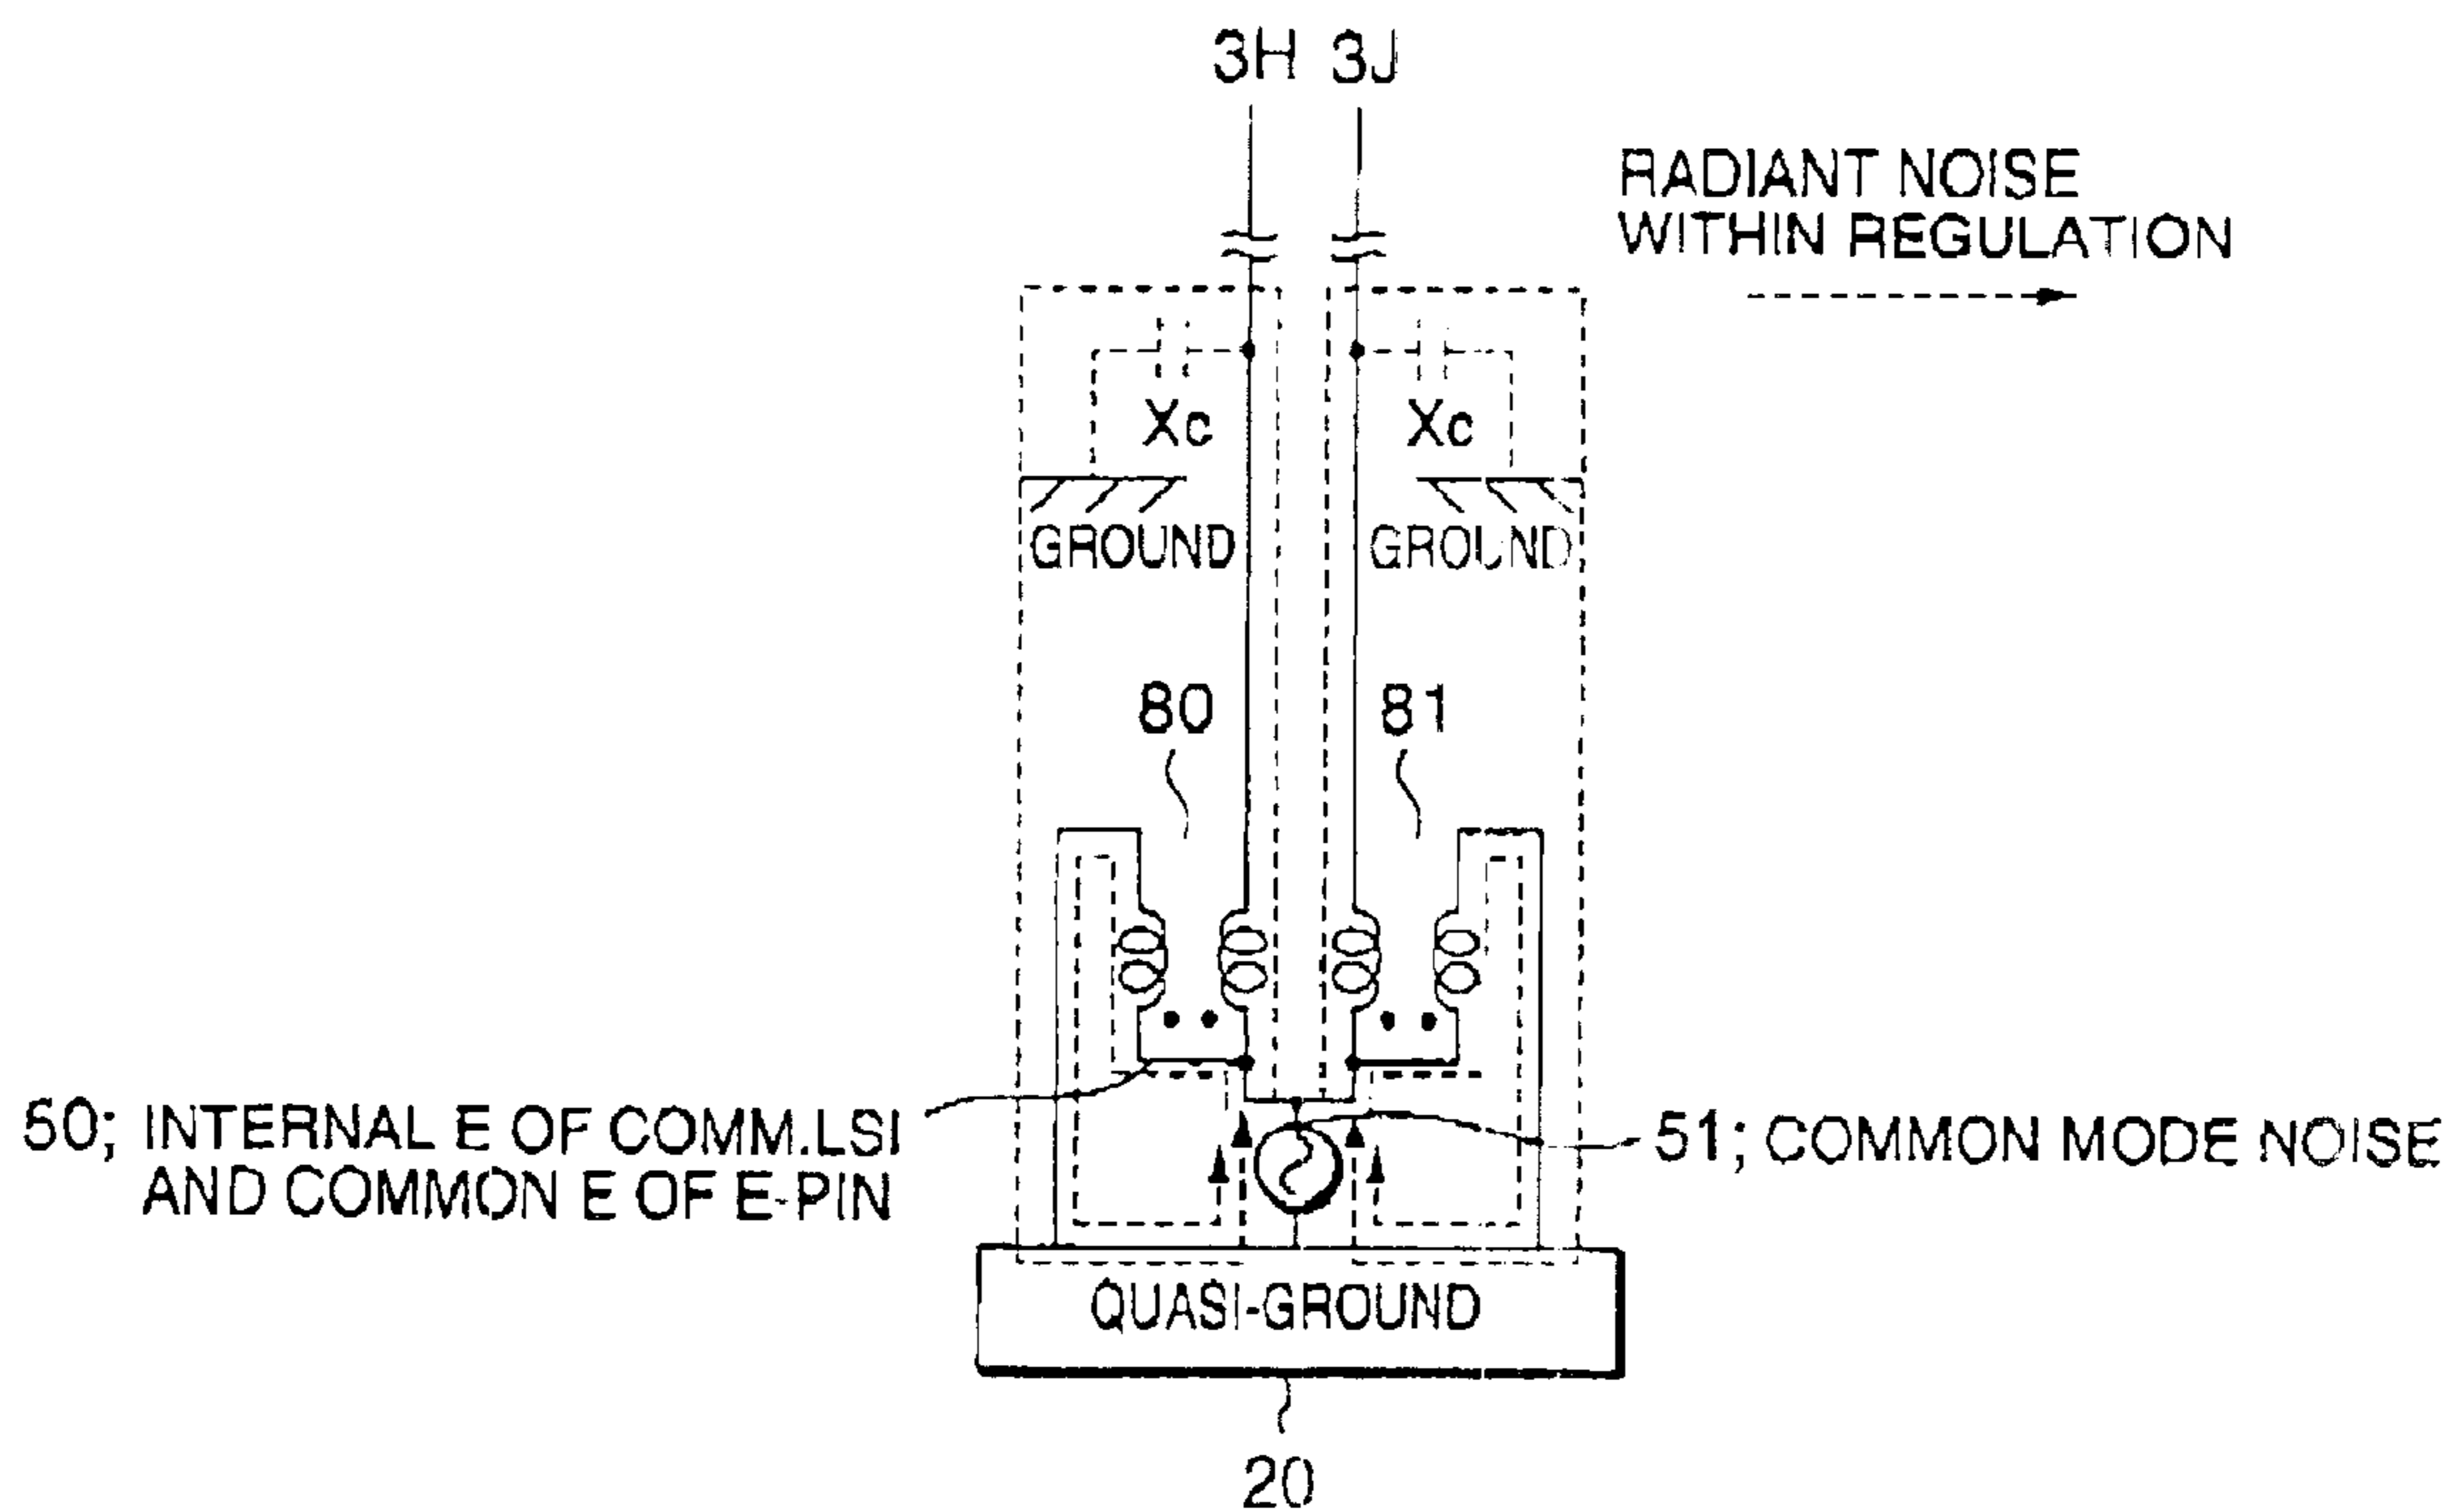 3H 3J
RADIANT NOISE
WITHIN REGULATION
Xc Xc
GROUND GROUND
80 81
50; INTERNAL E OF COMM.LSI
AND COMMON E OF E-PIN
51; COMMON MODE NOISE
QUASI-GROUND
20